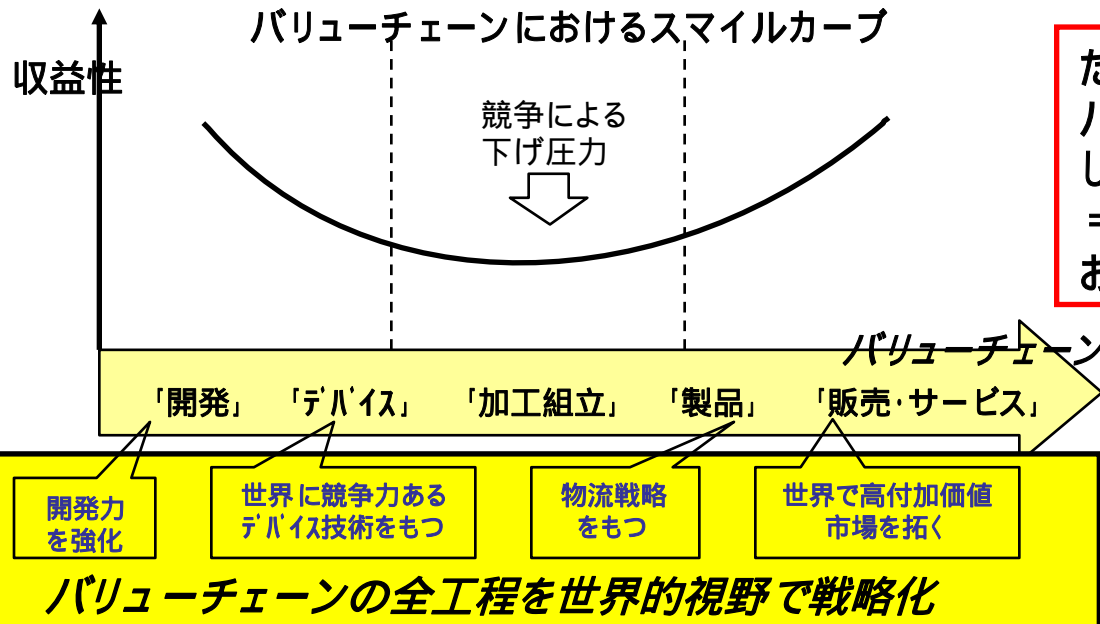 バリューチェーンにおけるスマイルカーブ
収益性
競争による
下げ圧力
た
バ
し
＝
お
バリューチェーン
「開発」 「ﾃﾞﾊﾞｲｽ」 「加工組立」 「製品」 「販売・サービス」
開発力
を強化
世界に競争力ある
ﾃﾞﾊﾞｲｽ技術をもつ
物流戦略
をもつ
世界で高付加価値
市場を拓く
バリューチェーンの全工程を世界的視野で戦略化